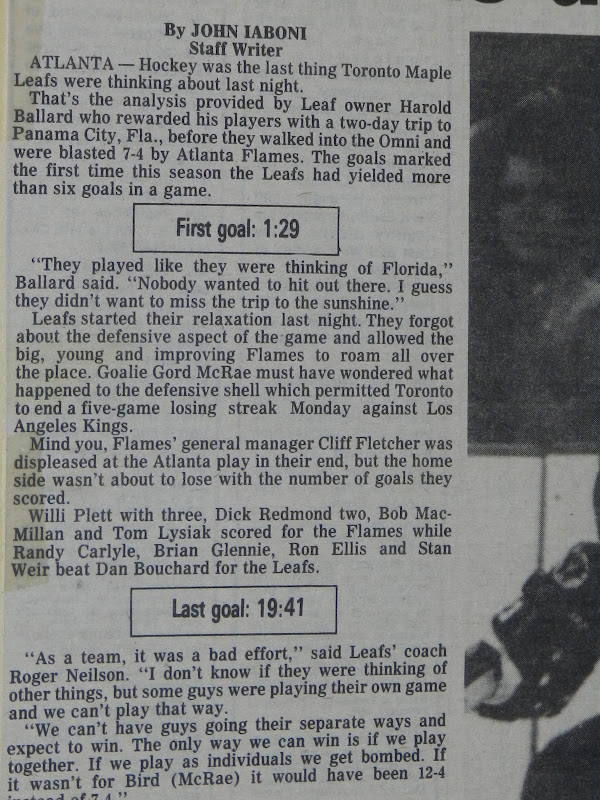 By JOHN IABONI
Staff Writer
ATLANTA — Hockey was the last thing Toronto Maple
Leafs were thinking about last night.
That's the analysis provided by Leaf owner Harold
Ballard who rewarded his players with a two-day trip to
Panama City, Fla., before they walked into the Omni and
were blasted 7-4 by Atlanta Flames. The goals marked
the first time this season the Leafs had yielded more
than six goals in a game.
First goal: 1:29
"They played like they were thinking of Florida,"
Ballard said. "Nobody wanted to hit out there. I guess
they didn't want to miss the trip to the sunshine."
Leafs started their relaxation last night. They forgot
about the defensive aspect of the game and allowed the
big, young and improving Flames to roam all over
the place. Goalie Gord McRae must have wondered what
happened to the defensive shell which permitted Toronto
to end a five-game losing streak Monday against Los
Angeles Kings.
Mind you, Flames' general manager Cliff Fletcher was
displeased at the Atlanta play in their end, but the home
side wasn't about to lose with the number of goals they
scored.
Willi Plett with three, Dick Redmond two, Bob Mac-
Millan and Tom Lysiak scored for the Flames while
Randy Carlyle, Brian Glennie, Ron Ellis and Stan
Weir beat Dan Bouchard for the Leafs.
Last goal: 19:41
"As a team, it was a bad effort," said Leafs' coach
Roger Neilson. "I don't know if they were thinking of
other things, but some guys were playing their own game
and we can't play that way.
"We can't have guys going their separate ways and
expect to win. The only way we can win is if we play
together. If we play as individuals we get bombed. If
it wasn't for Bird (McRae) it would have been 12-4
instead of 7-4."